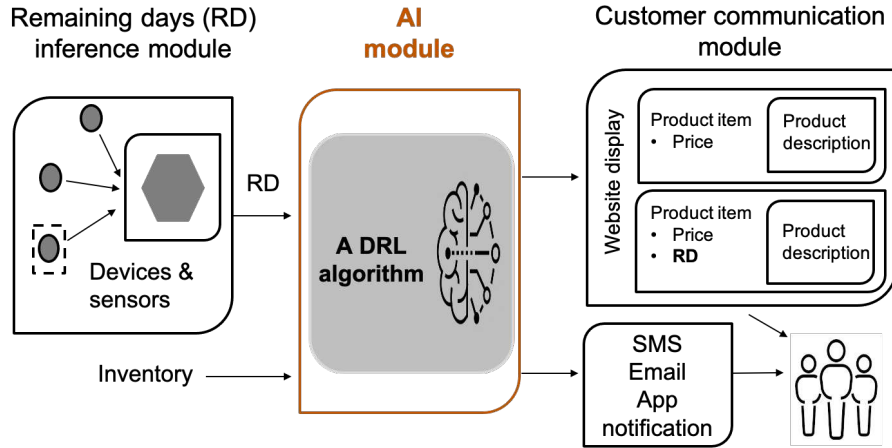 Remaining days (RD)
inference module
AI
module
Customer communication
module
Devices &
sensors
RD
Inventory
A DRL
algorithm
Website display
Product item
• Price
Product
description
Product item
• Price
• RD
Product
description
SMS
Email
App
notification